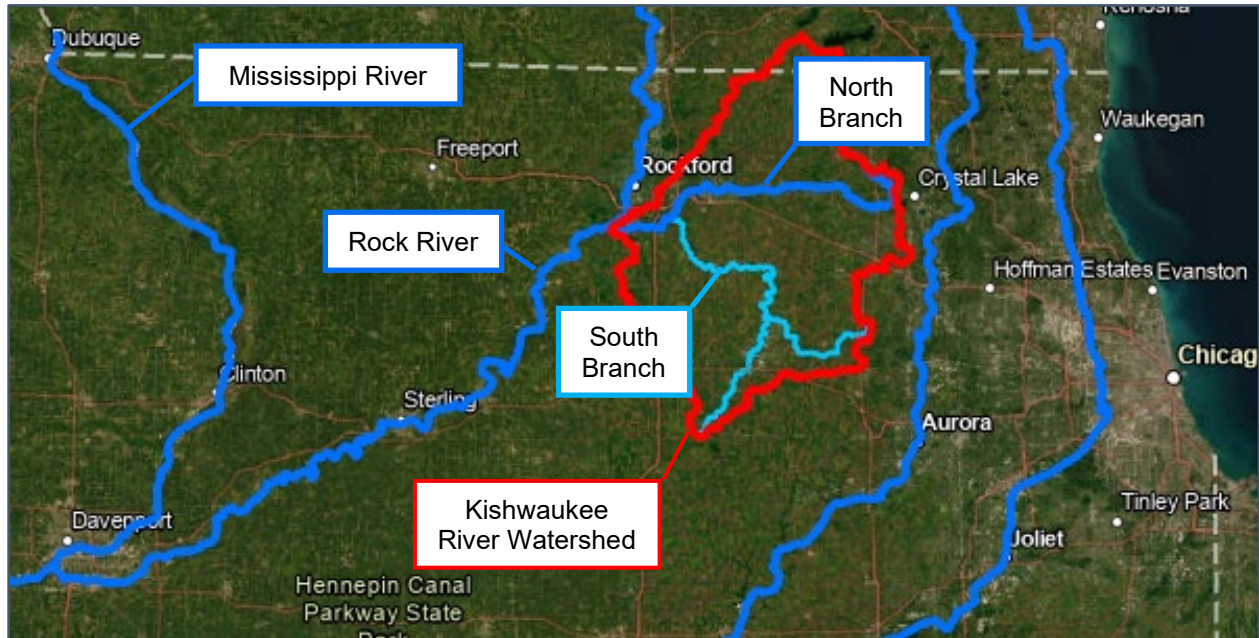 Kenosha
Dubuque
Mississippi River
North
Branch
Waukegan
Freeport
Rockford
Crystal Lake
Rock River
Hoffman Estates
Evanston
South
Branch
Chicag
Clinton
Sterling
Aurora
Kishwaukee
River Watershed
Tinley Park
Davenport
Joliet
Hennepin Canal
Parkway State
Park